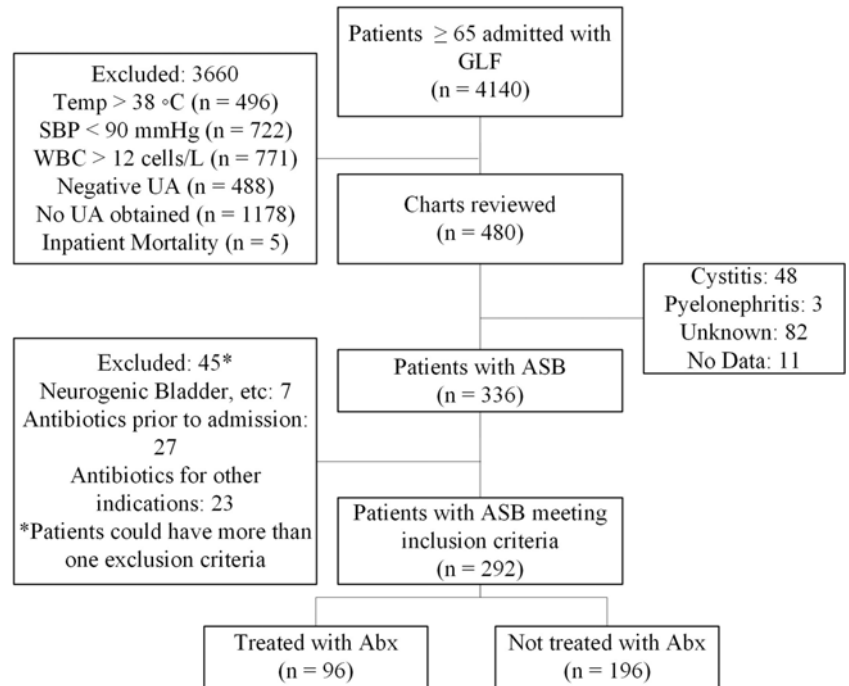 Patients ≥ 65 admitted with
GLF
(n = 4140)
Excluded: 3660
Temp > 38 ◦C (n = 496)
SBP < 90 mmHg (n = 722)
WBC > 12 cells/L (n = 771)
Negative UA (n = 488)
No UA obtained (n = 1178)
Inpatient Mortality (n = 5)
Charts reviewed
(n = 480)
Cystitis: 48
Pyelonephritis: 3
Unknown: 82
No Data: 11
Patients with ASB
(n = 336)
Excluded: 45*
Neurogenic Bladder, etc: 7
Antibiotics prior to admission:
27
Antibiotics for other
indications: 23
*Patients could have more than
one exclusion criteria
Patients with ASB meeting
inclusion criteria
(n = 292)
Treated with Abx
(n = 96)
Not treated with Abx
(n = 196)